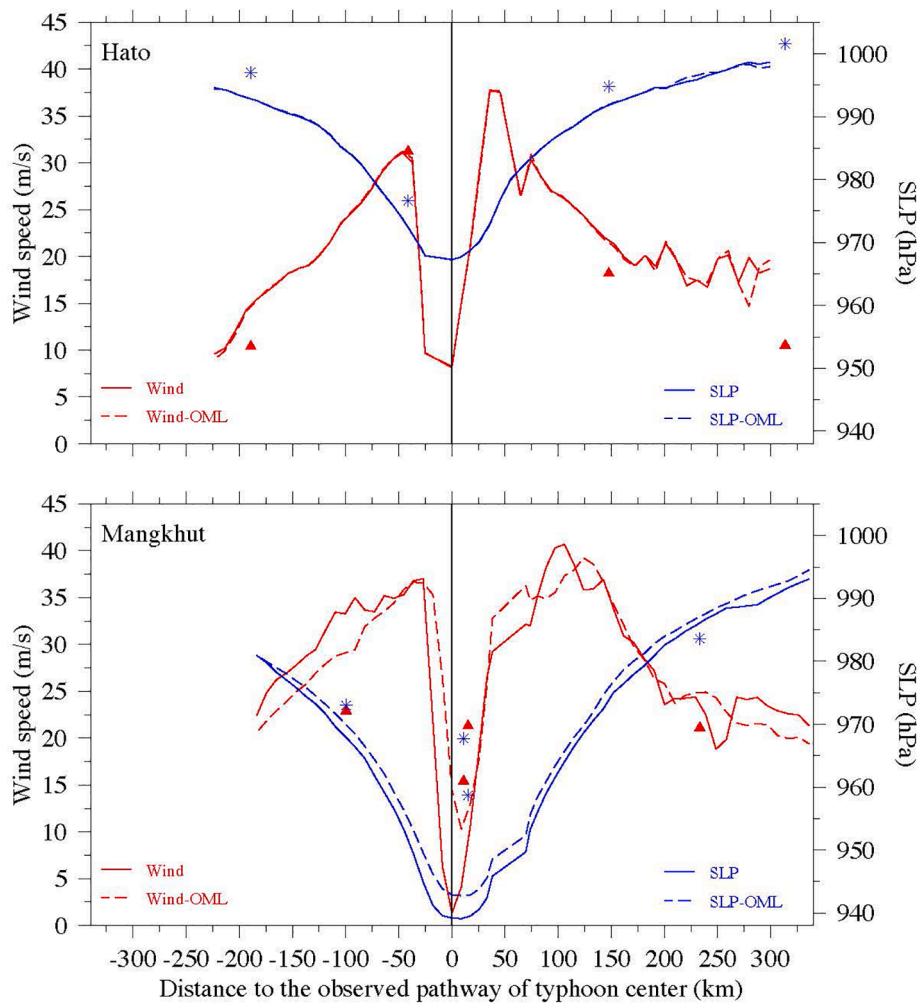 Hato
45
40
35
30
25
20
15
10
5
0
Wind speed (m/s)
1000
990
980
970
960
950
940
SLP (hPa)
Wind
Wind-OML
SLP
SLP-OML
Mangkhut
45
40
35
30
25
20
15
10
5
0
Wind speed (m/s)
1000
990
980
970
960
950
940
SLP (hPa)
Wind
Wind-OML
SLP
SLP-OML
-300 -250 -200 -150 -100 -50 0 50 100 150 200 250 300
Distance to the observed pathway of typhoon center (km)